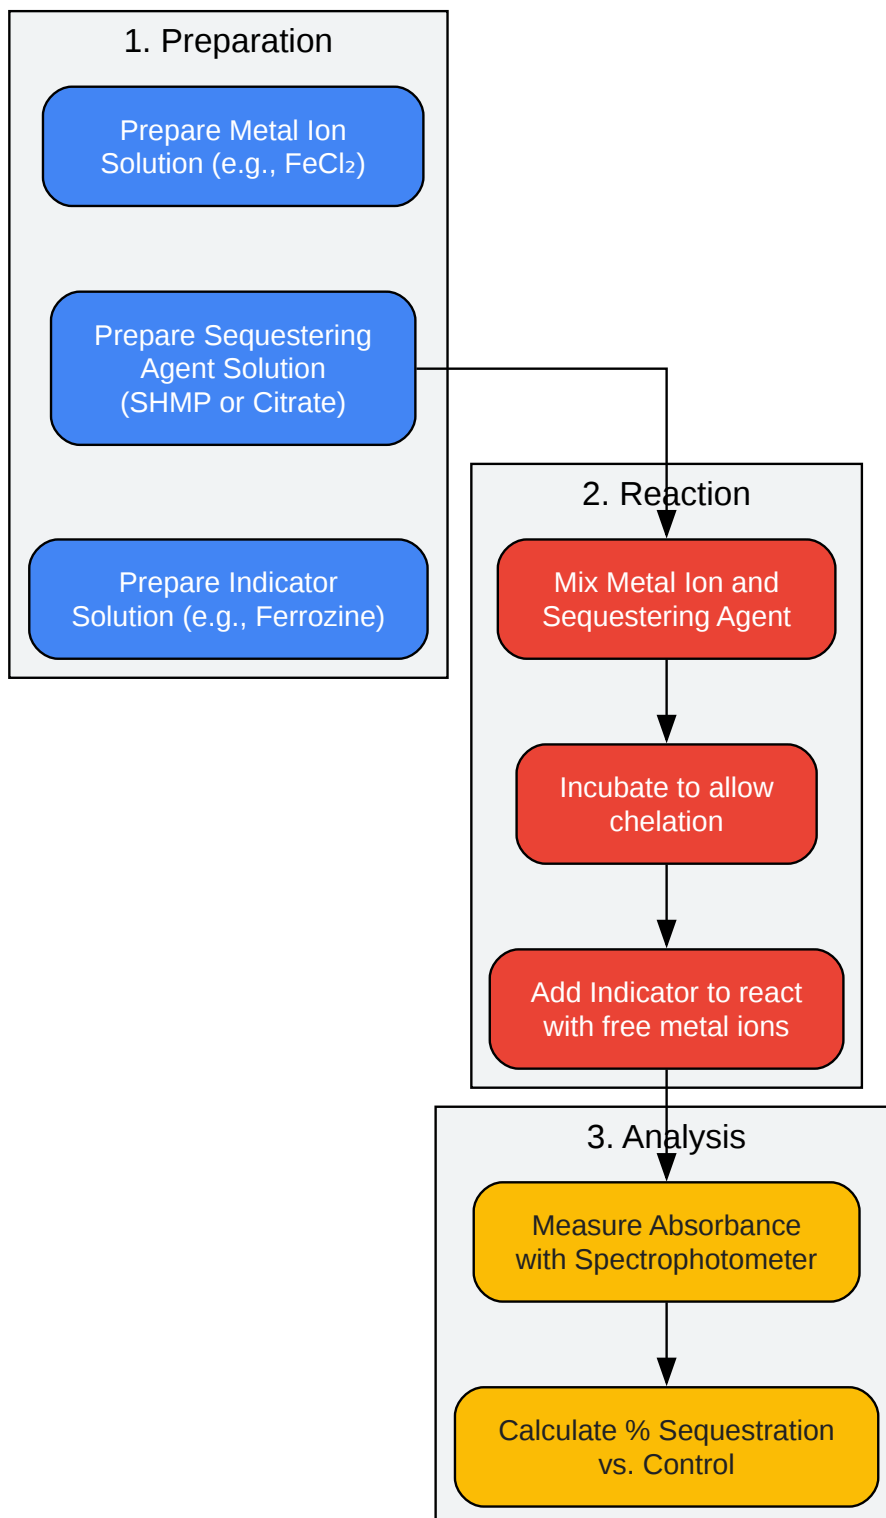 1. Preparation
Prepare Metal Ion
Solution (e.g., FeCl₂)
Prepare Sequestering
Agent Solution
(SHMP or Citrate)
Prepare Indicator
Solution (e.g., Ferrozine)
2. Reaction
Mix Metal Ion and
Sequestering Agent
Incubate to allow
chelation
Add Indicator to react
with free metal ions
3. Analysis
Measure Absorbance
with Spectrophotometer
Calculate % Sequestration
vs. Control